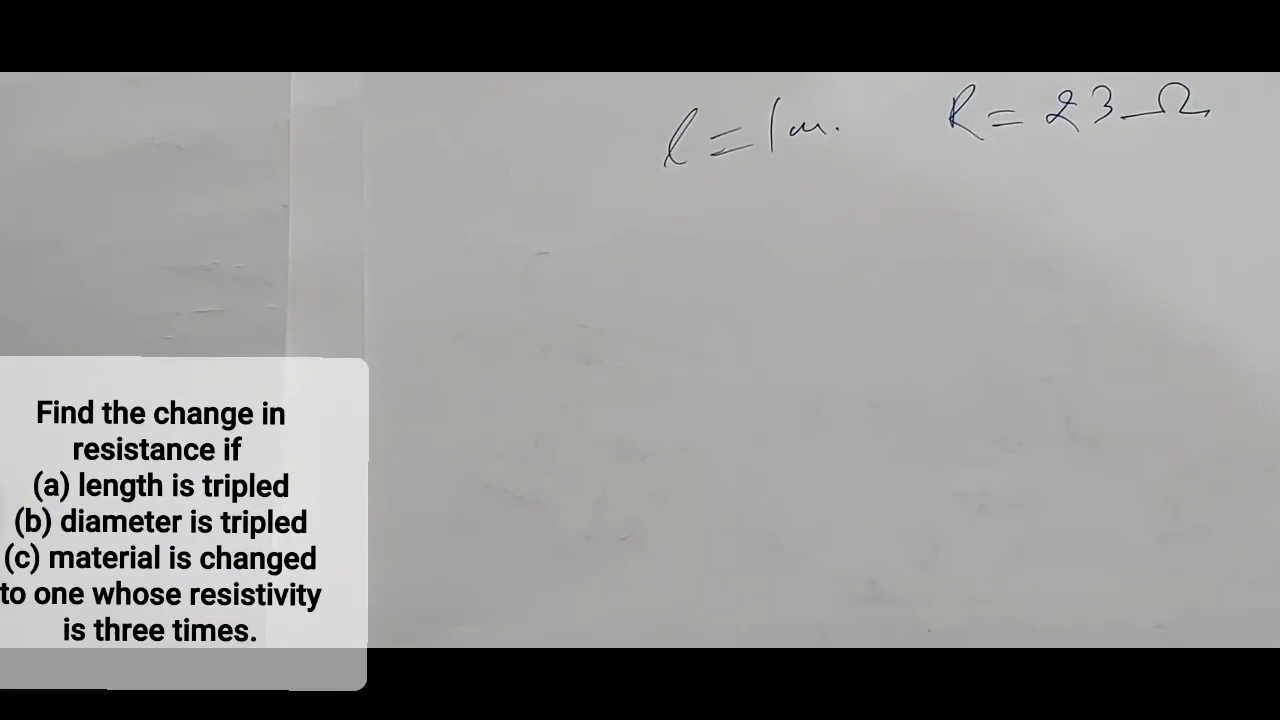 l = 1m. R = 23 Ω
Find the change in
resistance if
(a) length is tripled
(b) diameter is tripled
(c) material is changed
to one whose resistivity
is three times.